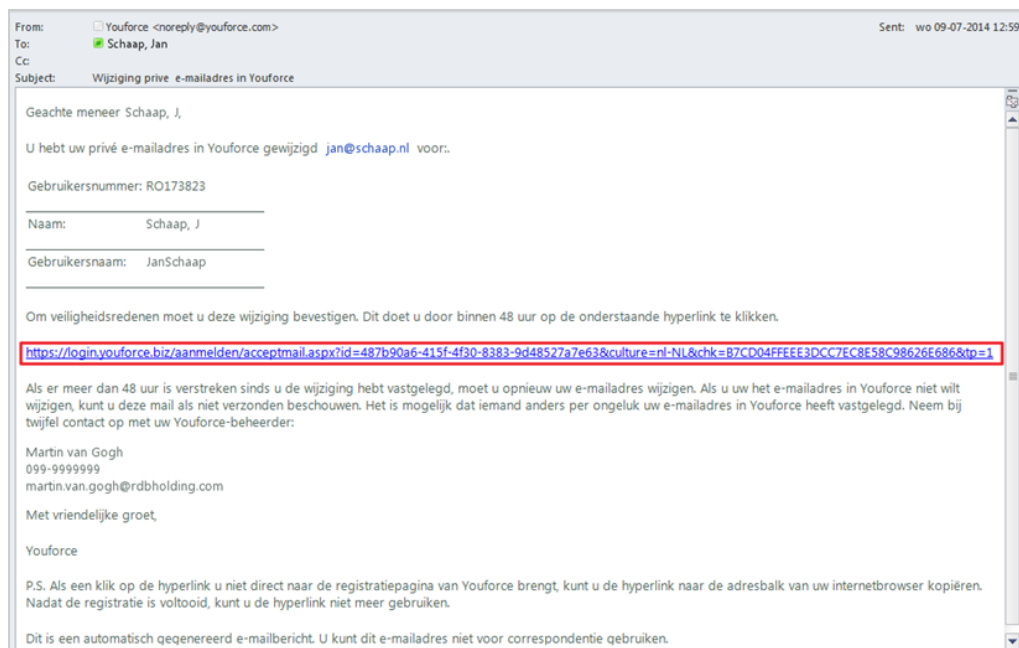 From: Youforce <noreply@youforce.com> Sent: wo 09-07-2014 12:59
To: Schaap, Jan
Cc:
Subject: Wijziging prive e-mailadres in Youforce
Geachte meneer Schaap, J,
U hebt uw privé e-mailadres in Youforce gewijzigd jan@schaap.nl voor:.
Gebruikersnummer: RO173823
Naam: Schaap, J
Gebruikersnaam: JanSchaap
Om veiligheidsredenen moet u deze wijziging bevestigen. Dit doet u door binnen 48 uur op de onderstaande hyperlink te klikken.
https://login.youforce.biz/aanmelden/acceptmail.aspx?id=487b90a6-415f-4f30-8383-9d48527a7e63&culture=nl-NL&chk=B7CD04FFEEE3DCC7EC8E58C98626E686&tp=1
Als er meer dan 48 uur is verstreken sinds u de wijziging hebt vastgelegd, moet u opnieuw uw e-mailadres wijzigen. Als u uw het e-mailadres in Youforce niet wilt
wijzigen, kunt u deze mail als niet verzonden beschouwen. Het is mogelijk dat iemand anders per ongeluk uw e-mailadres in Youforce heeft vastgelegd. Neem bij
twijfel contact op met uw Youforce-beheerder:
Martin van Gogh
099-9999999
martin.van.gogh@rdbholding.com
Met vriendelijke groet,
Youforce
P.S. Als een klik op de hyperlink u niet direct naar de registratiepagina van Youforce brengt, kunt u de hyperlink naar de adresbalk van uw internetbrowser kopiëren.
Nadat de registratie is voltooid, kunt u de hyperlink niet meer gebruiken.
Dit is een automatisch gegenereerd e-mailbericht. U kunt dit e-mailadres niet voor correspondentie gebruiken.